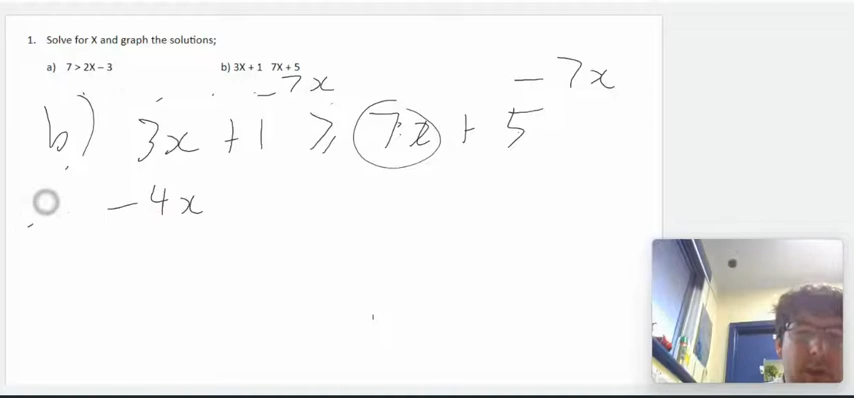 1. Solve for X and graph the solutions;
a) 7 > 2X – 3 b) 3X + 1 7X + 5
– 7x – 7x
b) 3x + 1 ≥ 7x + 5
– 4x